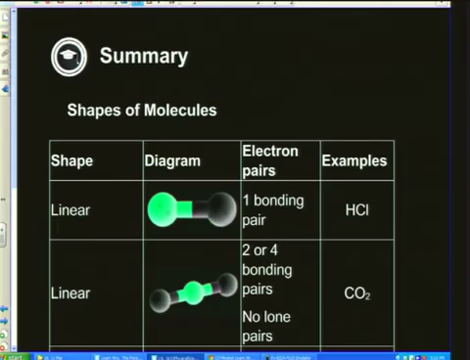 Summary
Shapes of Molecules
Shape Diagram Electron pairs Examples
Linear 1 bonding pair HCl
Linear 2 or 4 bonding pairs No lone pairs CO₂
start